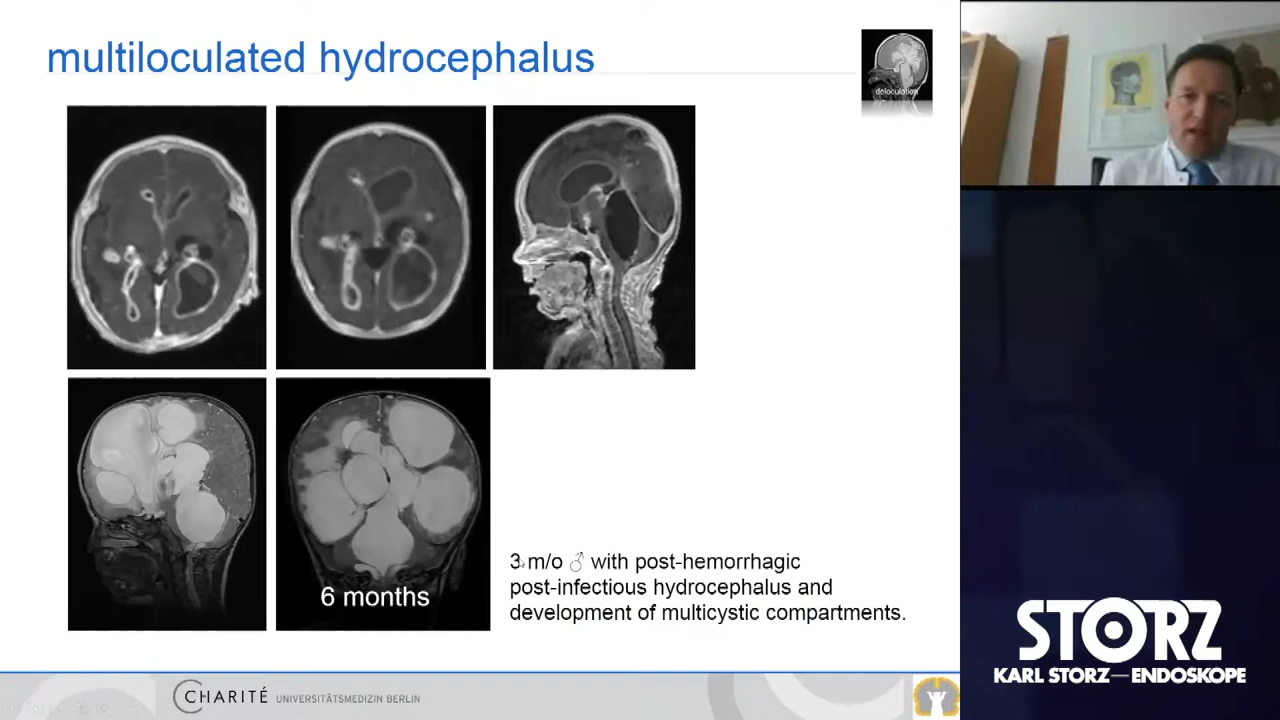 multiloculated hydrocephalus
deloculation
6 months
3 m/o ♂ with post-hemorrhagic
post-infectious hydrocephalus and
development of multicystic compartments.
CHARITÉ UNIVERSITÄTSMEDIZIN BERLIN
STORZ
KARL STORZ—ENDOSKOPE